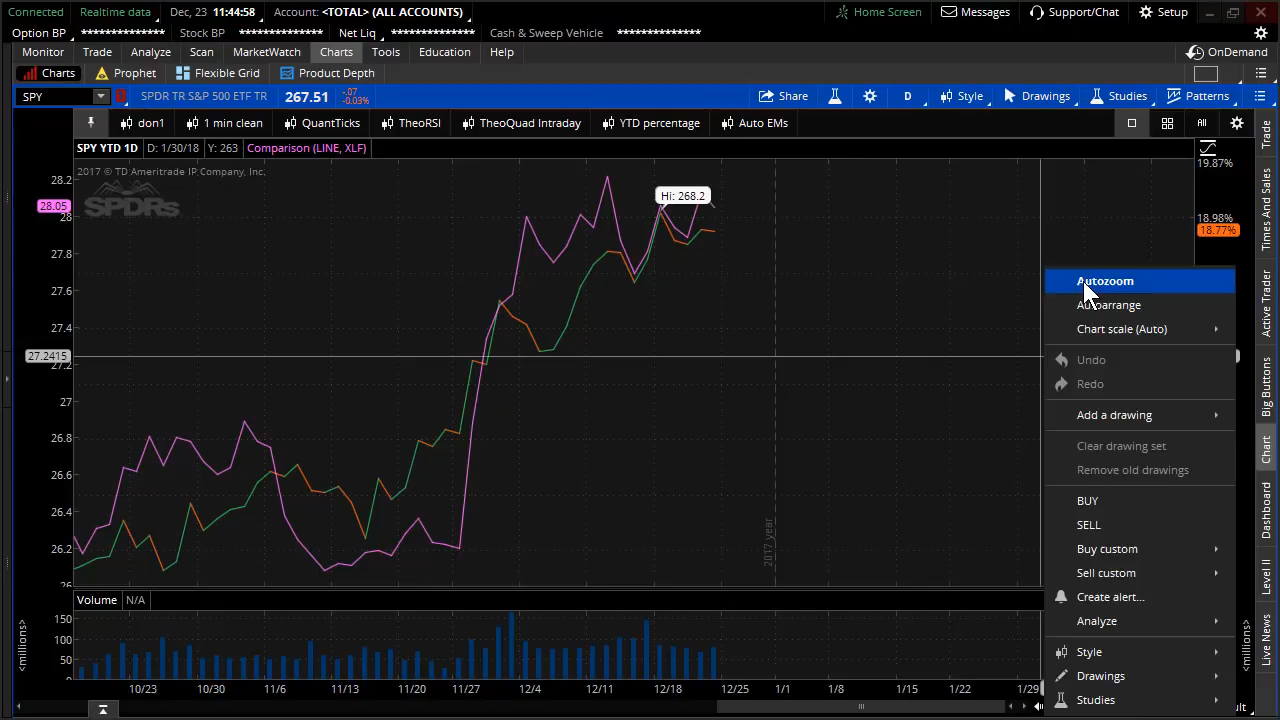 Connected Realtime data Dec, 23 11:44:58 Account: <TOTAL> (ALL ACCOUNTS) Home Screen Messages Support/Chat Setup
Option BP ************** Stock BP ************** Net Liq ************** Cash & Sweep Vehicle **************
Monitor Trade Analyze Scan MarketWatch Charts Tools Education Help OnDemand
Charts Prophet Flexible Grid Product Depth
SPY SPDR TR S&P 500 ETF TR 267.51 -.07 -0.03% Share D Style Drawings Studies Patterns
don1 1 min clean QuantTicks TheoRSI TheoQuad Intraday YTD percentage Auto EMs All
SPY YTD 1D D: 1/30/18 Y: 263 Comparison (LINE, XLF)
2017 © TD Ameritrade IP Company, Inc.
SPDRs
Hi: 268.2
28.2
28.05
28
27.8
27.6
27.4
27.2415
27.2
27
26.8
26.6
26.4
26.2
26
19.87%
18.98%
18.77%
2017 year
Autozoom
Autoarrange
Chart scale (Auto)
Undo
Redo
Add a drawing
Clear drawing set
Remove old drawings
BUY
SELL
Buy custom
Sell custom
Create alert...
Analyze
Style
Drawings
Studies
Volume N/A
150
100
50
<millions>
<millions>
10/23 10/30 11/6 11/13 11/20 11/27 12/4 12/11 12/18 12/25 1/1 1/8 1/15 1/22 1/29
Trade
Times And Sales
Active Trader
Big Buttons
Chart
Dashboard
Level II
Live News